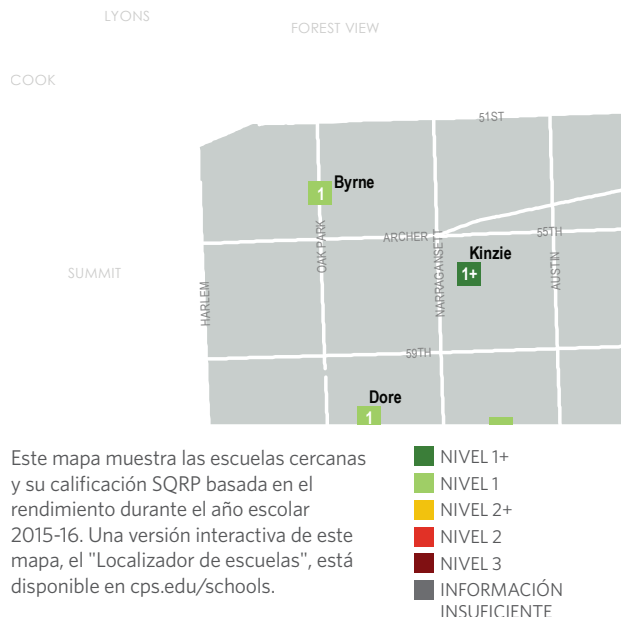 LYONS
FOREST VIEW
COOK
51ST
Byrne
1
OAK PARK
ARCHER
NARRAGANSETT
55TH
Kinzie
1+
AUSTIN
SUMMIT
HARLEM
59TH
Dore
1
Este mapa muestra las escuelas cercanas
y su calificación SQRP basada en el
rendimiento durante el año escolar
2015-16. Una versión interactiva de este
mapa, el "Localizador de escuelas", está
disponible en cps.edu/schools.
NIVEL 1+
NIVEL 1
NIVEL 2+
NIVEL 2
NIVEL 3
INFORMACIÓN
INSUFICIENTE